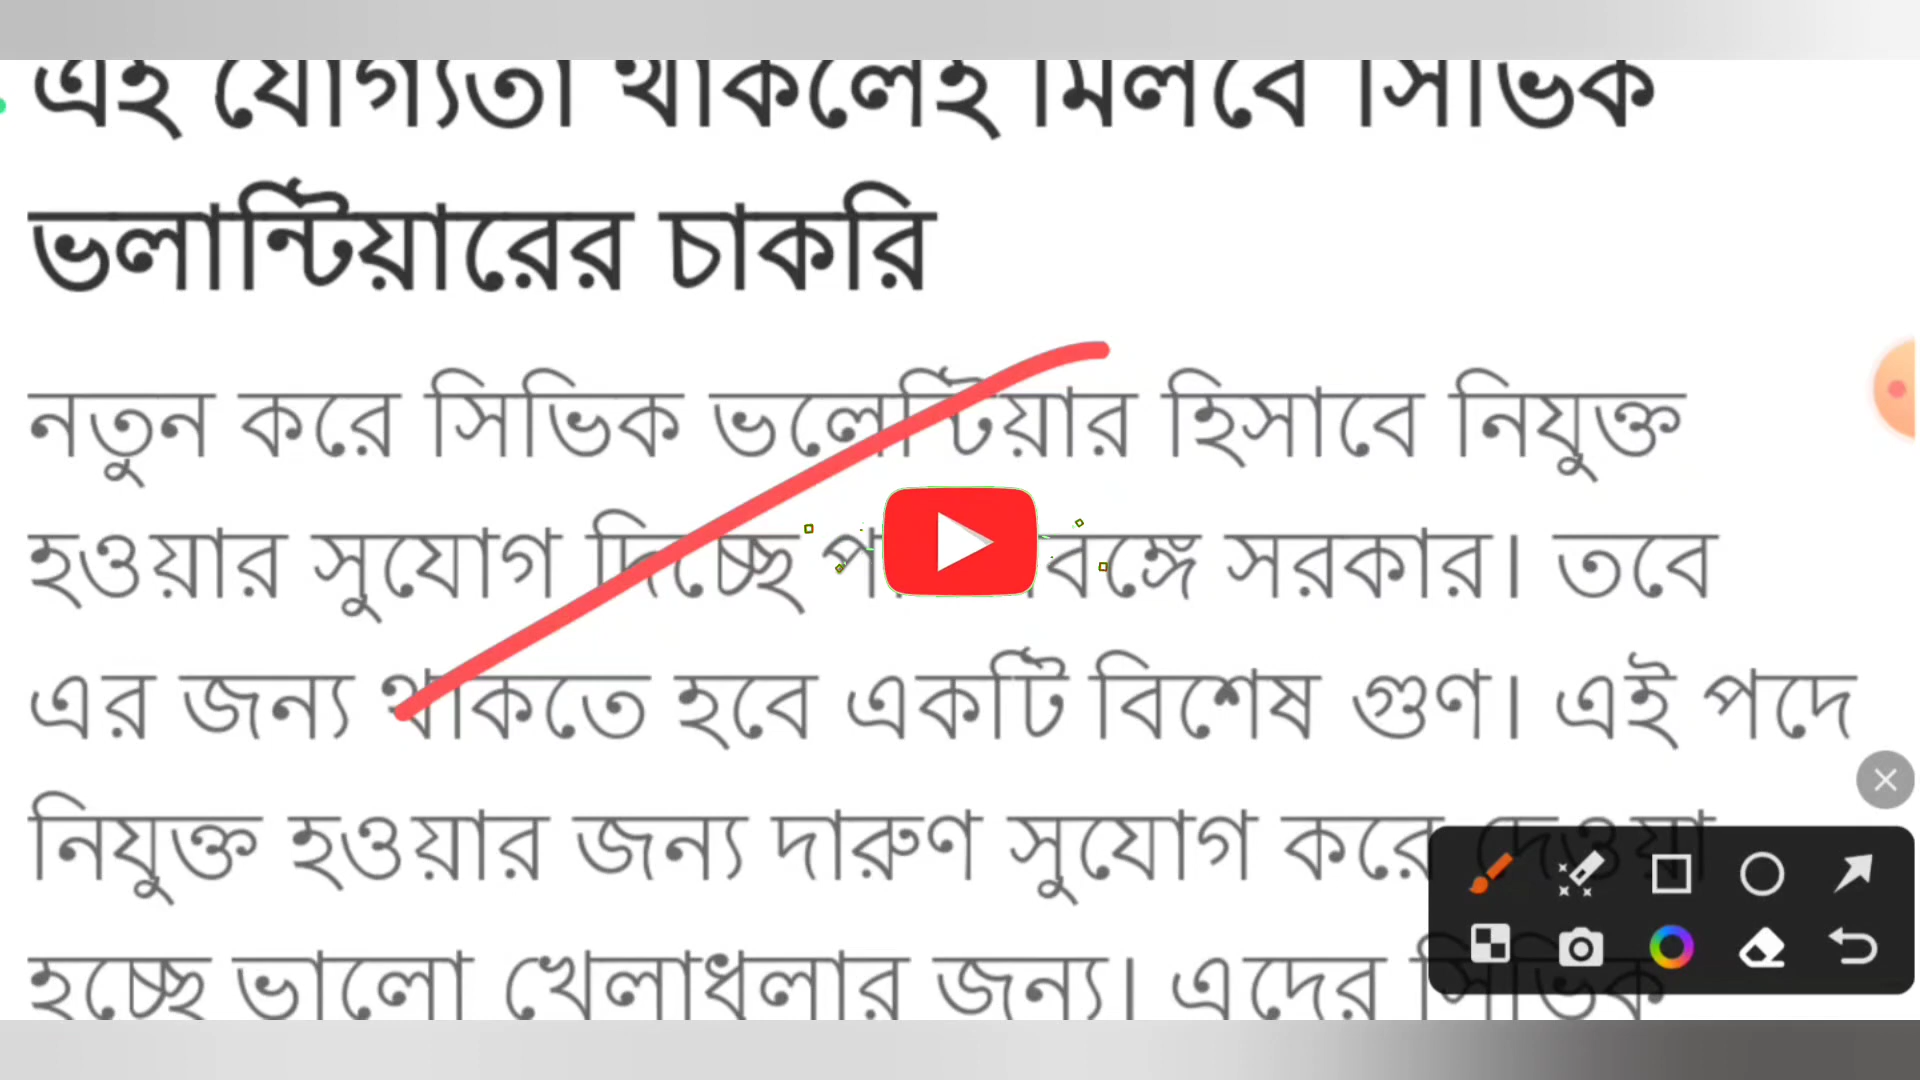 এই যোগ্যতা থাকলেই মিলবে সিভিক
ভলান্টিয়ারের চাকরি
নতুন করে সিভিক ভলেন্টিয়ার হিসাবে নিযুক্ত
হওয়ার সুযোগ দিচ্ছে সরকার। তবে
এর জন্য থাকতে হবে একটি বিশেষ গুণ। এই পদে
নিযুক্ত হওয়ার জন্য দারুণ সুযোগ করে দেওয়া
হচ্ছে ভালো খেলাধুলার জন্য। এদের সিভিক